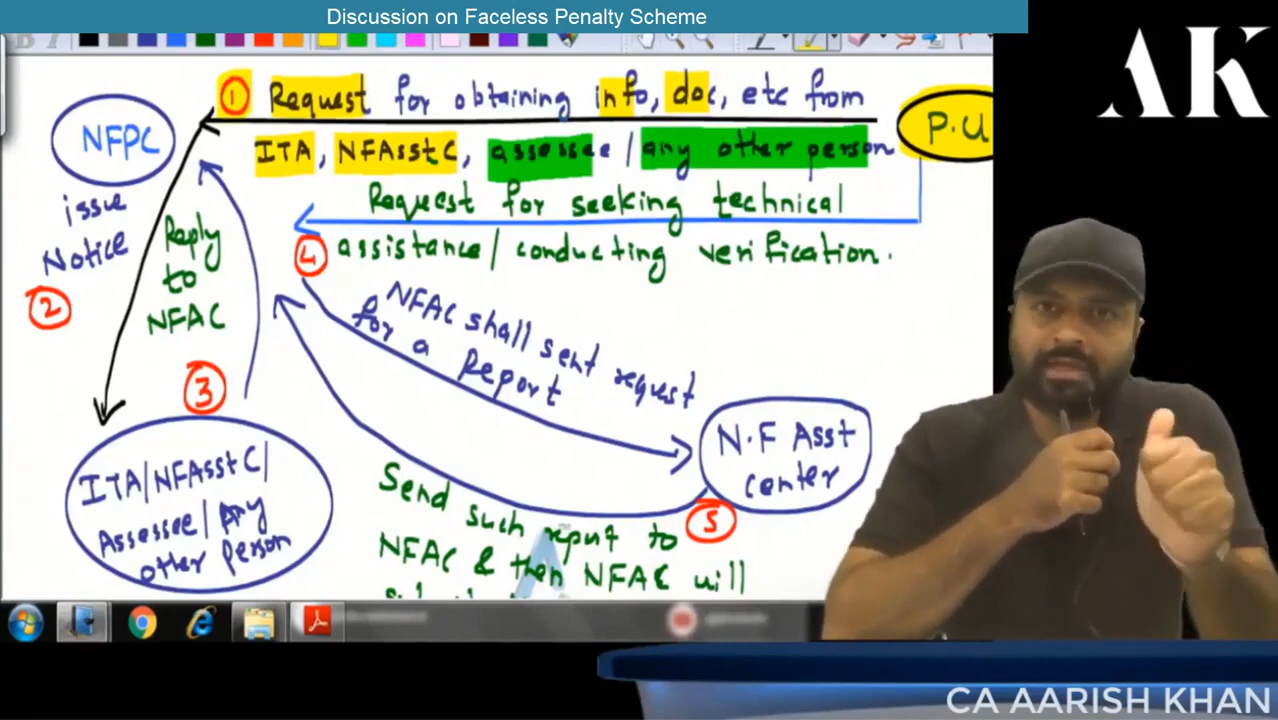 Discussion on Faceless Penalty Scheme
AK
① Request for obtaining info, doc, etc from
ITA, NFAsstC, assessee / any other person
NFPC
P.U
Request for seeking technical
④ assistance / conducting verification.
issue
Notice
②
Reply
to
NFAC
③
NFAC shall sent request
for a Report
N.F Asst
center
⑤
ITA/NFAsstC/
Assessee/Any
other person
Send such reput to
NFAC & then NFAC will
CA AARISH KHAN